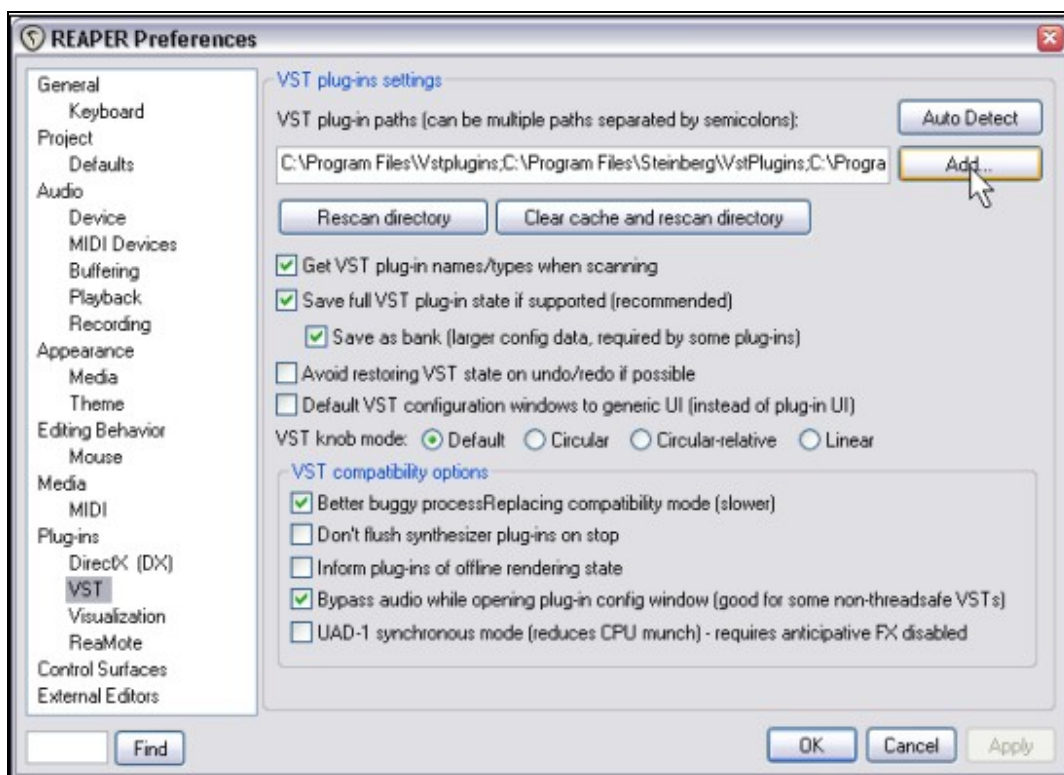 REAPER Preferences
General
Keyboard
Project
Defaults
Audio
Device
MIDI Devices
Buffering
Playback
Recording
Appearance
Media
Theme
Editing Behavior
Mouse
Media
MIDI
Plug-ins
DirectX (DX)
VST
Visualization
ReaMote
Control Surfaces
External Editors
Find
VST plug-ins settings
VST plug-in paths (can be multiple paths separated by semicolons):
Auto Detect
C:\Program Files\Vstplugins;C:\Program Files\Steinberg\VstPlugins;C:\Progra
Add...
Rescan directory
Clear cache and rescan directory
Get VST plug-in names/types when scanning
Save full VST plug-in state if supported (recommended)
Save as bank (larger config data, required by some plug-ins)
Avoid restoring VST state on undo/redo if possible
Default VST configuration windows to generic UI (instead of plug-in UI)
VST knob mode: Default Circular Circular-relative Linear
VST compatibility options
Better buggy processReplacing compatibility mode (slower)
Don't flush synthesizer plug-ins on stop
Inform plug-ins of offline rendering state
Bypass audio while opening plug-in config window (good for some non-threadsafe VSTs)
UAD-1 synchronous mode (reduces CPU munch) - requires anticipative FX disabled
OK
Cancel
Apply